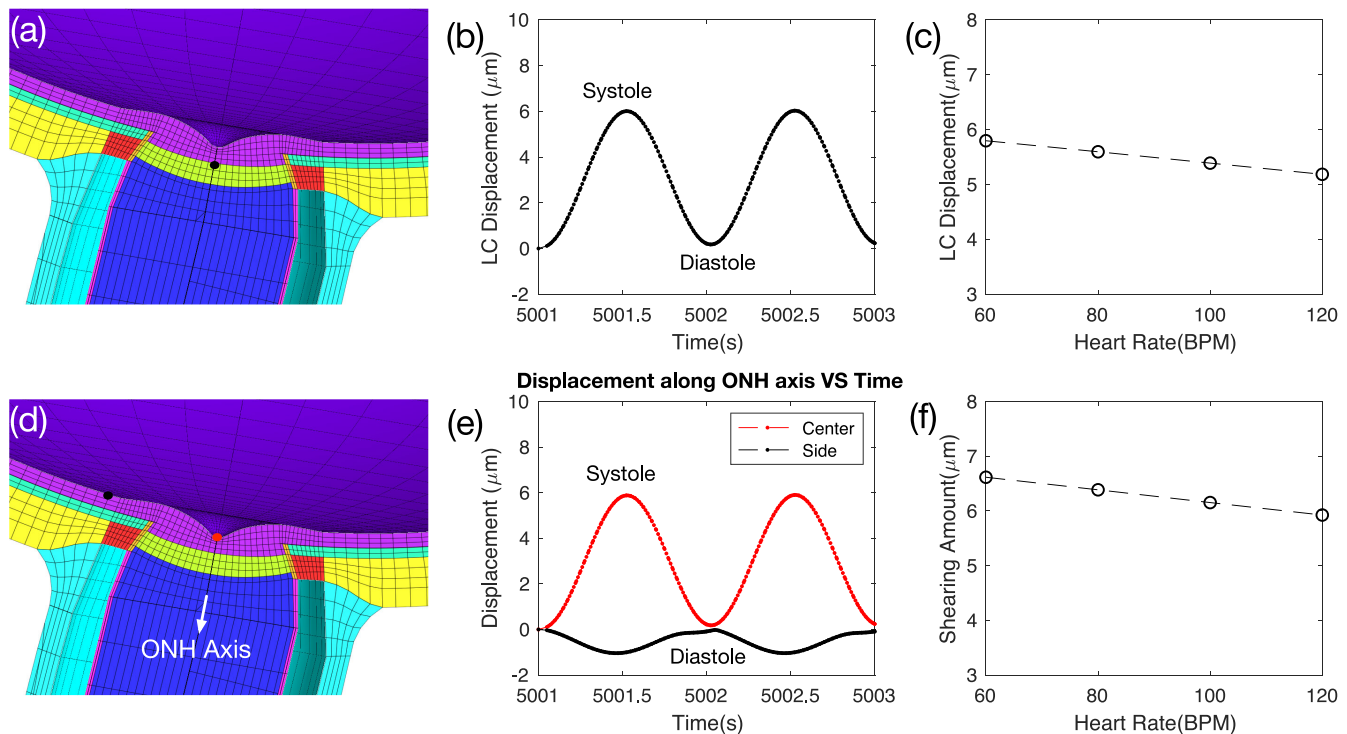 (a)
(b)
LC Displacement (μm)
10
8
6
4
2
0
-2
Systole
Diastole
5001
5001.5
5002
5002.5
5003
Time(s)
(c)
LC Displacement(μm)
8
7
6
5
4
3
60
80
100
120
Heart Rate(BPM)
(d)
ONH Axis
(e)
Displacement along ONH axis VS Time
Displacement (μm)
10
8
6
4
2
0
-2
Center
Side
Systole
Diastole
5001
5001.5
5002
5002.5
5003
Time(s)
(f)
Shearing Amount(μm)
8
7
6
5
4
3
60
80
100
120
Heart Rate(BPM)